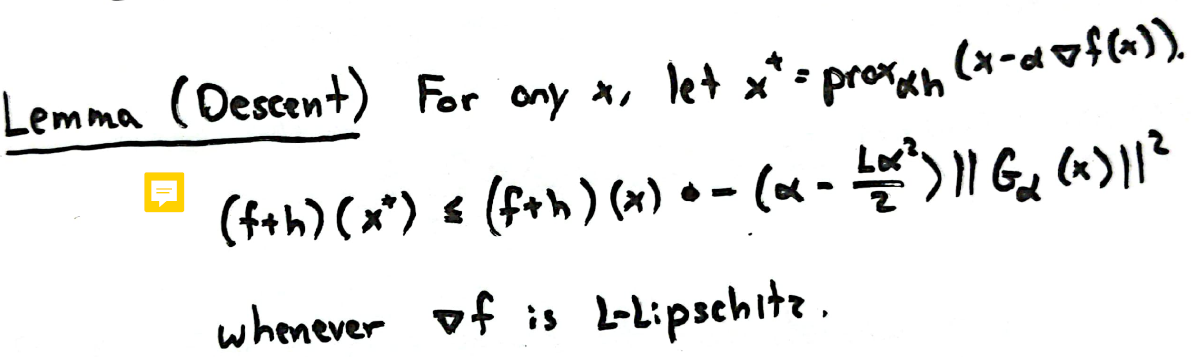 Lemma (Descent) For any x, let x⁺ = prox_{αh} (x-α∇f(x)).
(f+h)(x⁺) ≤ (f+h)(x) - (α - Lα²/2) ||G_α(x)||²
whenever ∇f is L-Lipschitz.